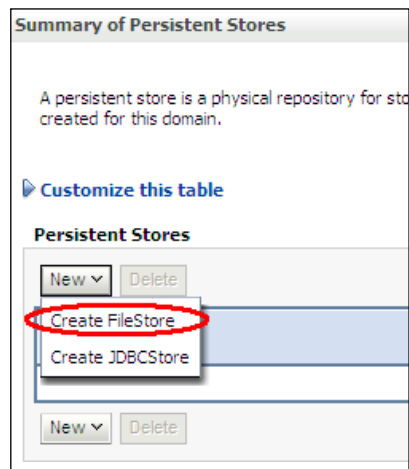 Summary of Persistent Stores
A persistent store is a physical repository for sto
created for this domain.
Customize this table
Persistent Stores
New Delete
Create FileStore
Create JDBCStore
New Delete